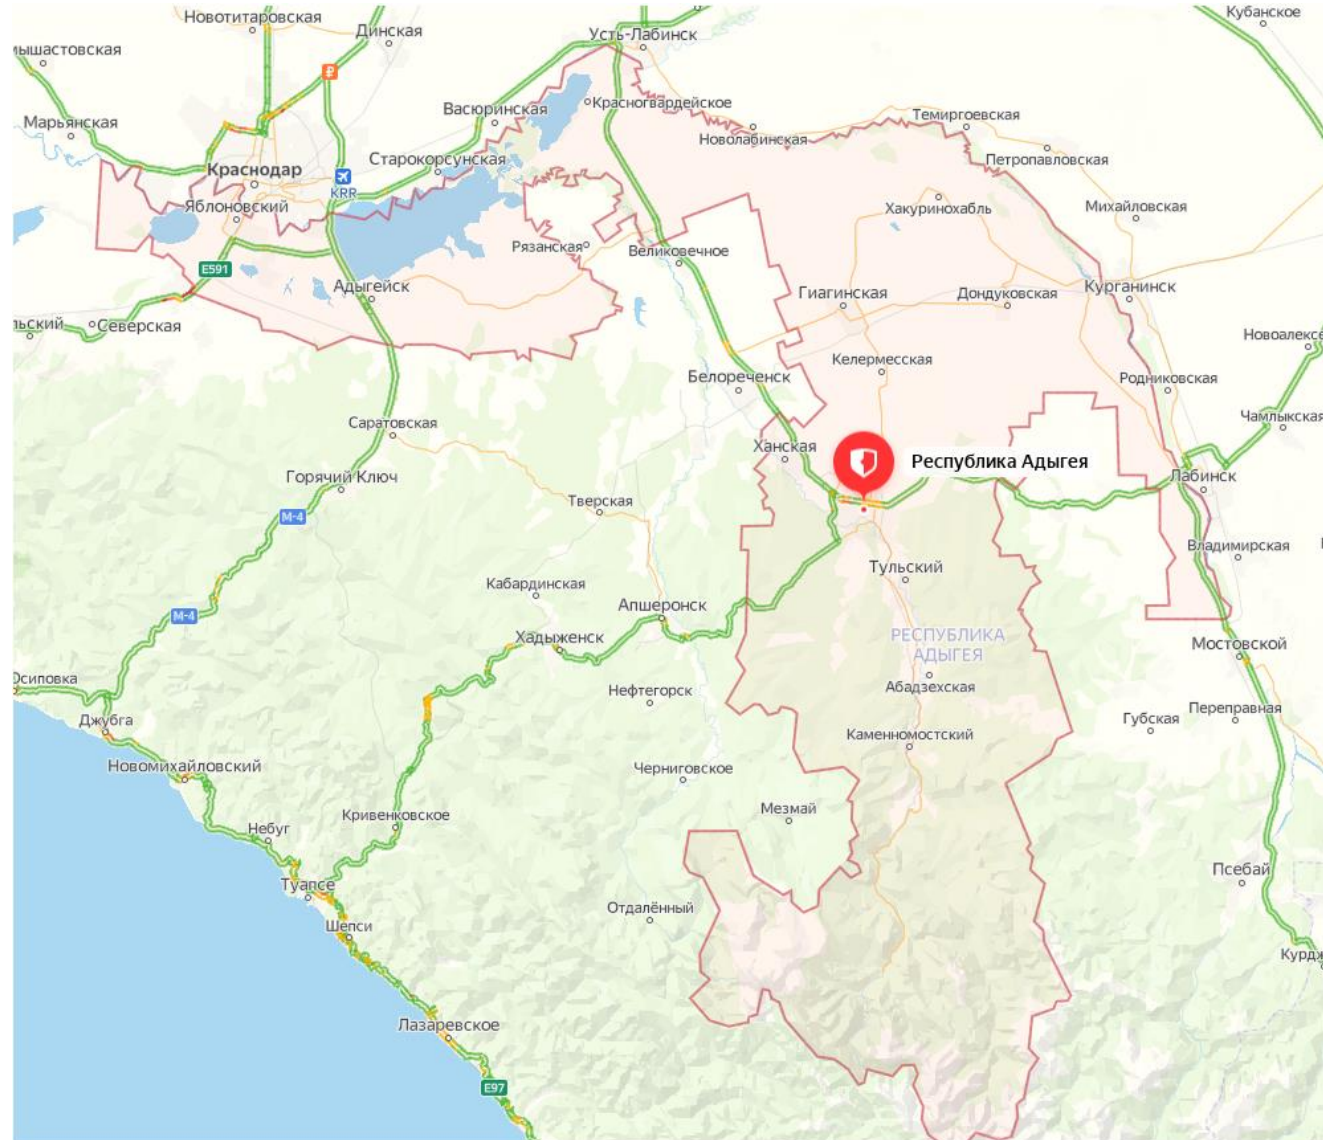 Новотитаровская
Динская
Усть-Лабинск
Кубанское
мышастовская
₽
Марьянская
Васюринская
Красногвардейское
Новолабинская
Темиргоевская
Петропавловская
Краснодар
Старокорсунская
KRR
Яблоновский
Хакуринохабль
Михайловская
Рязанская
Великовечное
E591
Адыгейск
Гиагинская
Дондуковская
Курганинск
льский
Северская
Новоалексе
Келермесская
Белореченск
Родниковская
Саратовская
Чамлыкская
Ханская
Республика Адыгея
Горячий Ключ
Лабинск
Тверская
М-4
Владимирская
Тульский
Кабардинская
Апшеронск
М-4
Хадыженск
РЕСПУБЛИКА
АДЫГЕЯ
Мостовской
Осиповка
Нефтегорск
Абадзехская
Переправная
Джубга
Губская
Каменномостский
Новомихайловский
Черниговское
Мезмай
Кривенковское
Небуг
Псебай
Туапсе
Отдалённый
Шепси
Курдж
Лазаревское
E97